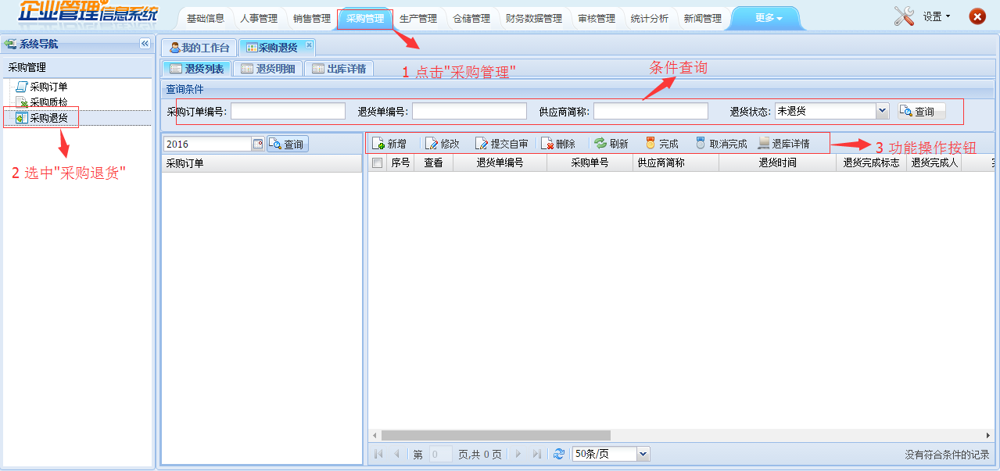 企业管理信息系统
基础信息 人事管理 销售管理 采购管理 生产管理 仓储管理 财务数据管理 审核管理 统计分析 新闻管理 更多 设置
系统导航
采购管理
采购订单
采购质检
采购退货
2 选中"采购退货"
我的工作台 采购退货
退货列表 退货明细 出库详情
1 点击"采购管理"
条件查询
查询条件
采购订单编号: 退货单编号: 供应商简称: 退货状态: 未退货 查询
2016 查询
采购订单
新增 修改 提交自审 删除 刷新 完成 取消完成 退库详情
3 功能操作按钮
序号 查看 退货单编号 采购单号 供应商简称 退货时间 退货完成标志 退货完成人
第 0 页,共 0 页 50条/页 没有符合条件的记录